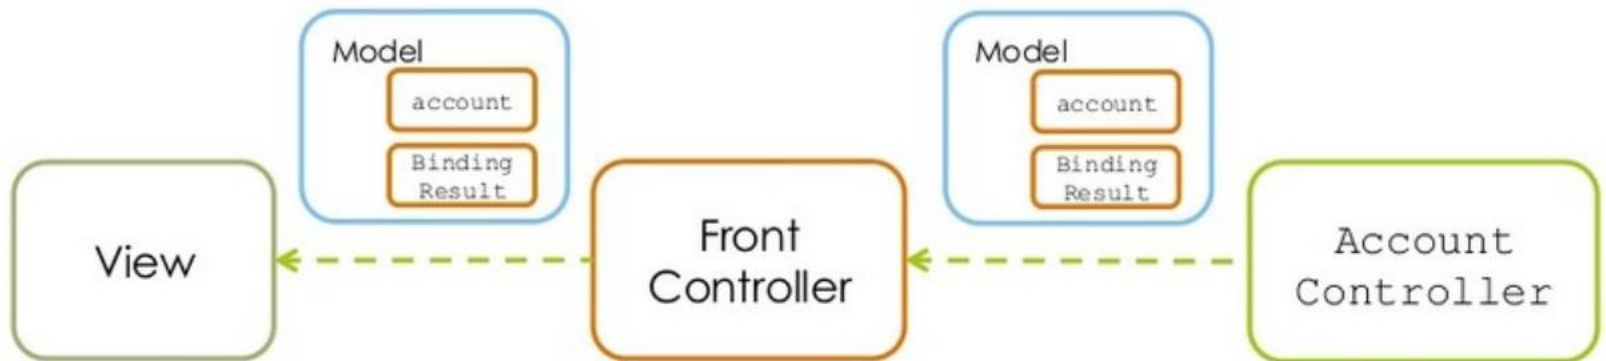 Model
account
Binding
Result
Model
account
Binding
Result
View
Front
Controller
Account
Controller